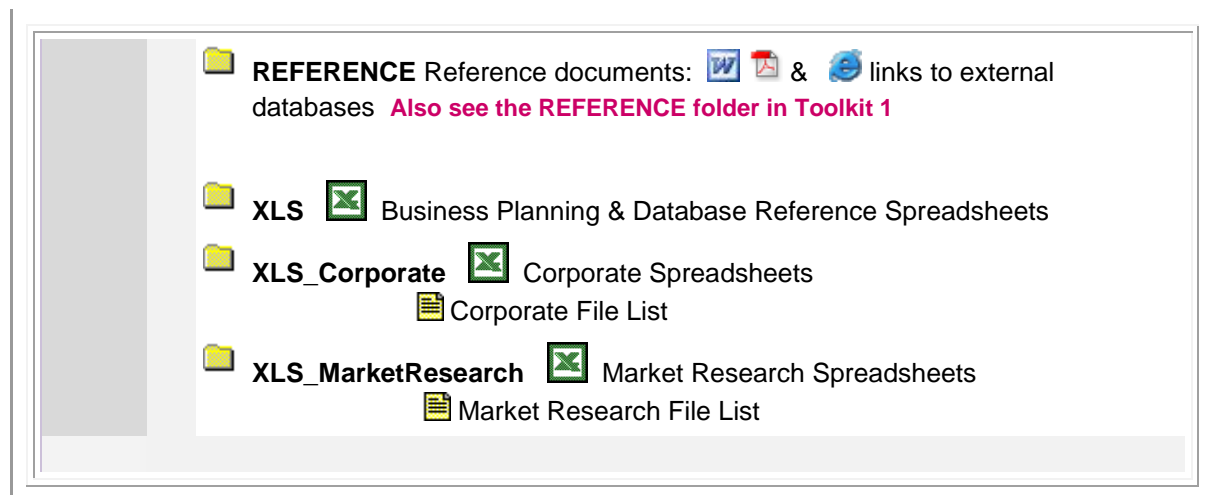 REFERENCE Reference documents: & links to external
databases Also see the REFERENCE folder in Toolkit 1
XLS Business Planning & Database Reference Spreadsheets
XLS_Corporate Corporate Spreadsheets
Corporate File List
XLS_MarketResearch Market Research Spreadsheets
Market Research File List